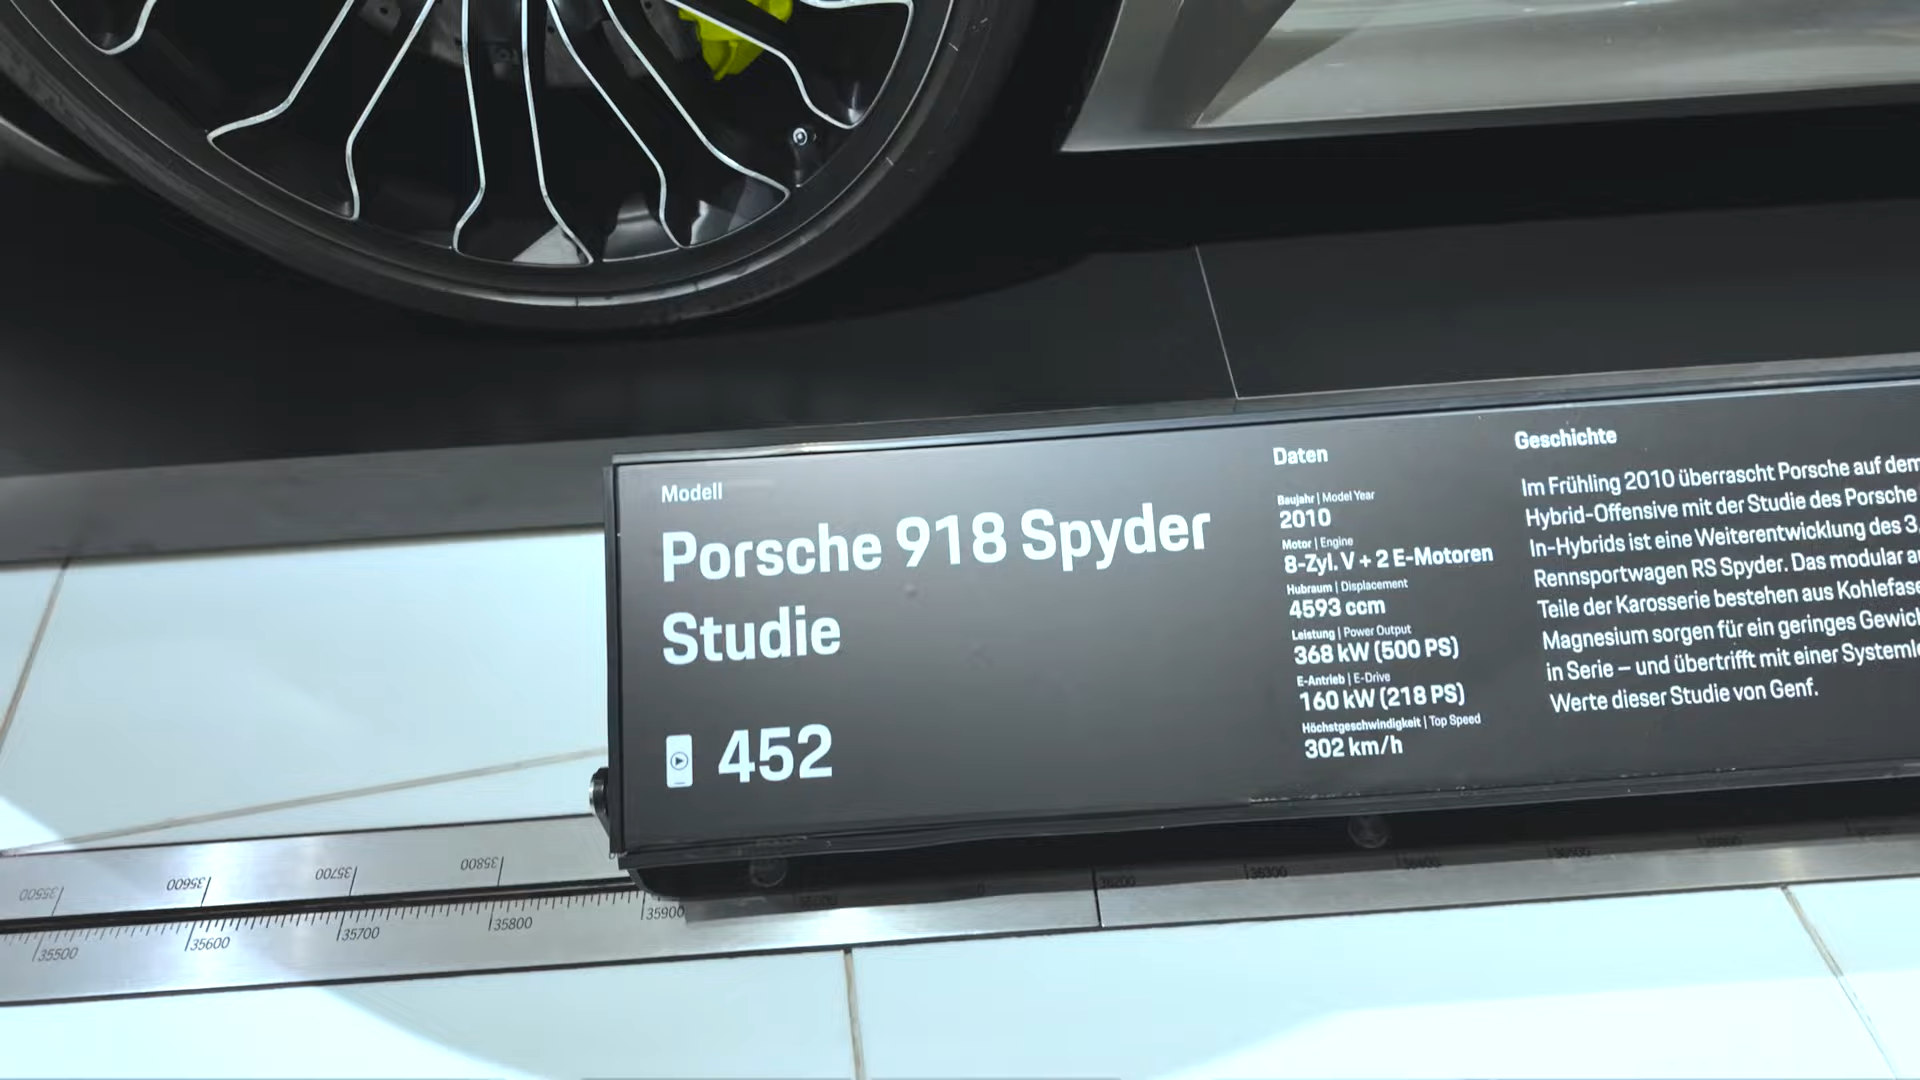 Modell
Porsche 918 Spyder
Studie
452
Daten
Baujahr | Model Year
2010
Motor | Engine
8-Zyl. V + 2 E-Motoren
Hubraum | Displacement
4593 ccm
Leistung | Power Output
368 kW (500 PS)
E-Antrieb | E-Drive
160 kW (218 PS)
Höchstgeschwindigkeit | Top Speed
302 km/h
Geschichte
Im Frühling 2010 überrascht Porsche auf dem
Hybrid-Offensive mit der Studie des Porsche
In-Hybrids ist eine Weiterentwicklung des 3,
Rennsportwagen RS Spyder. Das modular
Teile der Karosserie bestehen aus
Magnesium sorgen für ein geringes
in Serie – und übertrifft mit einer
Werte dieser Studie von Genf.
35500 35600 35700 35800
35500 35600 35700 35800 35900
36200 36300 36400